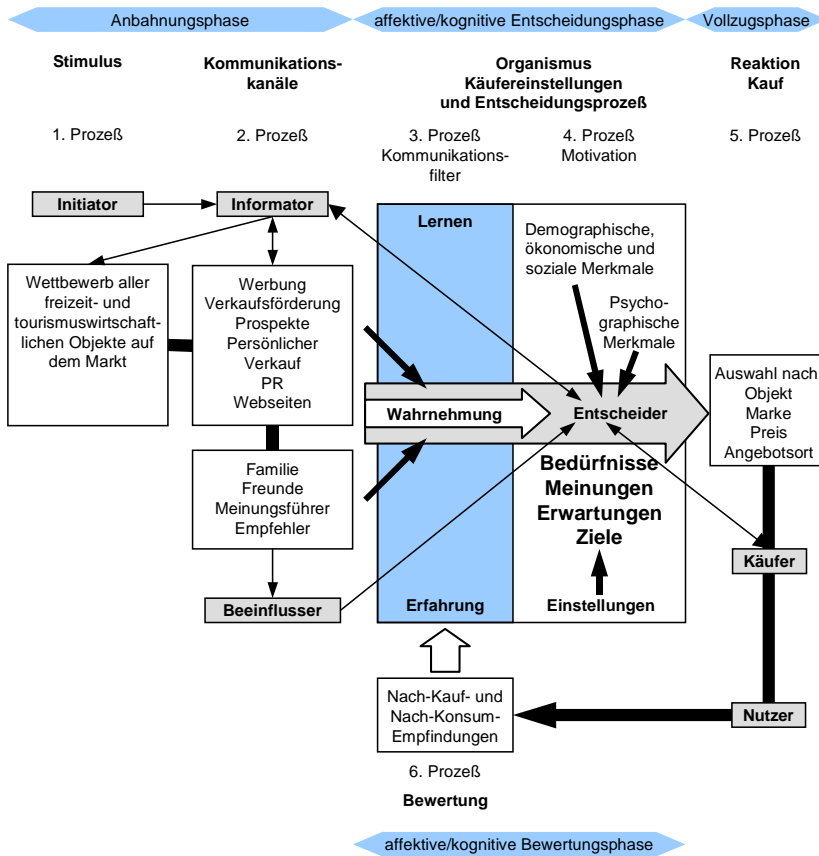 Anbahnungsphase
affektive/kognitive Entscheidungsphase
Vollzugsphase
Stimulus
Kommunikations-
kanäle
Organismus
Käufereinstellungen
und Entscheidungsprozeß
Reaktion
Kauf
1. Prozeß
2. Prozeß
3. Prozeß
Kommunikations-
filter
4. Prozeß
Motivation
5. Prozeß
Initiator
Informator
Lernen
Demographische,
ökonomische und
soziale Merkmale
Wettbewerb aller
freizeit- und
tourismuswirtschaft-
lichen Objekte auf
dem Markt
Werbung
Verkaufsförderung
Prospekte
Persönlicher
Verkauf
PR
Webseiten
Psycho-
graphische
Merkmale
Auswahl nach
Objekt
Marke
Preis
Angebotsort
Wahrnehmung
Entscheider
Familie
Freunde
Meinungsführer
Empfehler
Bedürfnisse
Meinungen
Erwartungen
Ziele
Käufer
Beeinflusser
Erfahrung
Einstellungen
Nach-Kauf- und
Nach-Konsum-
Empfindungen
Nutzer
6. Prozeß
Bewertung
affektive/kognitive Bewertungsphase